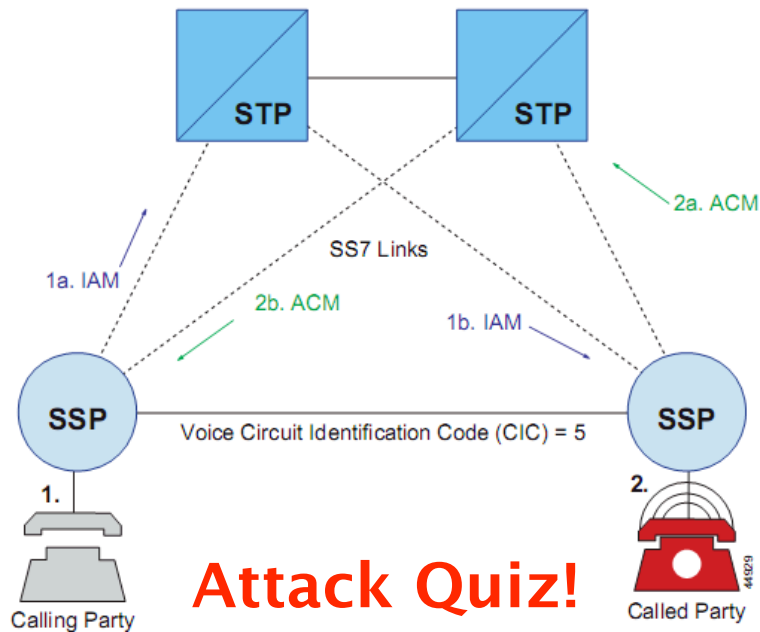 STP
STP
2a. ACM
SS7 Links
1a. IAM
2b. ACM
1b. IAM
SSP
SSP
Voice Circuit Identification Code (CIC) = 5
1.
2.
44929
Attack Quiz!
Calling Party
Called Party